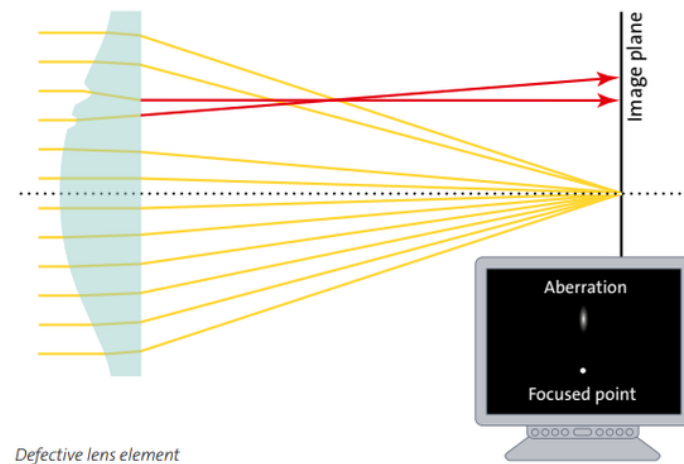 Image plane
Aberration
Focused point
Defective lens element